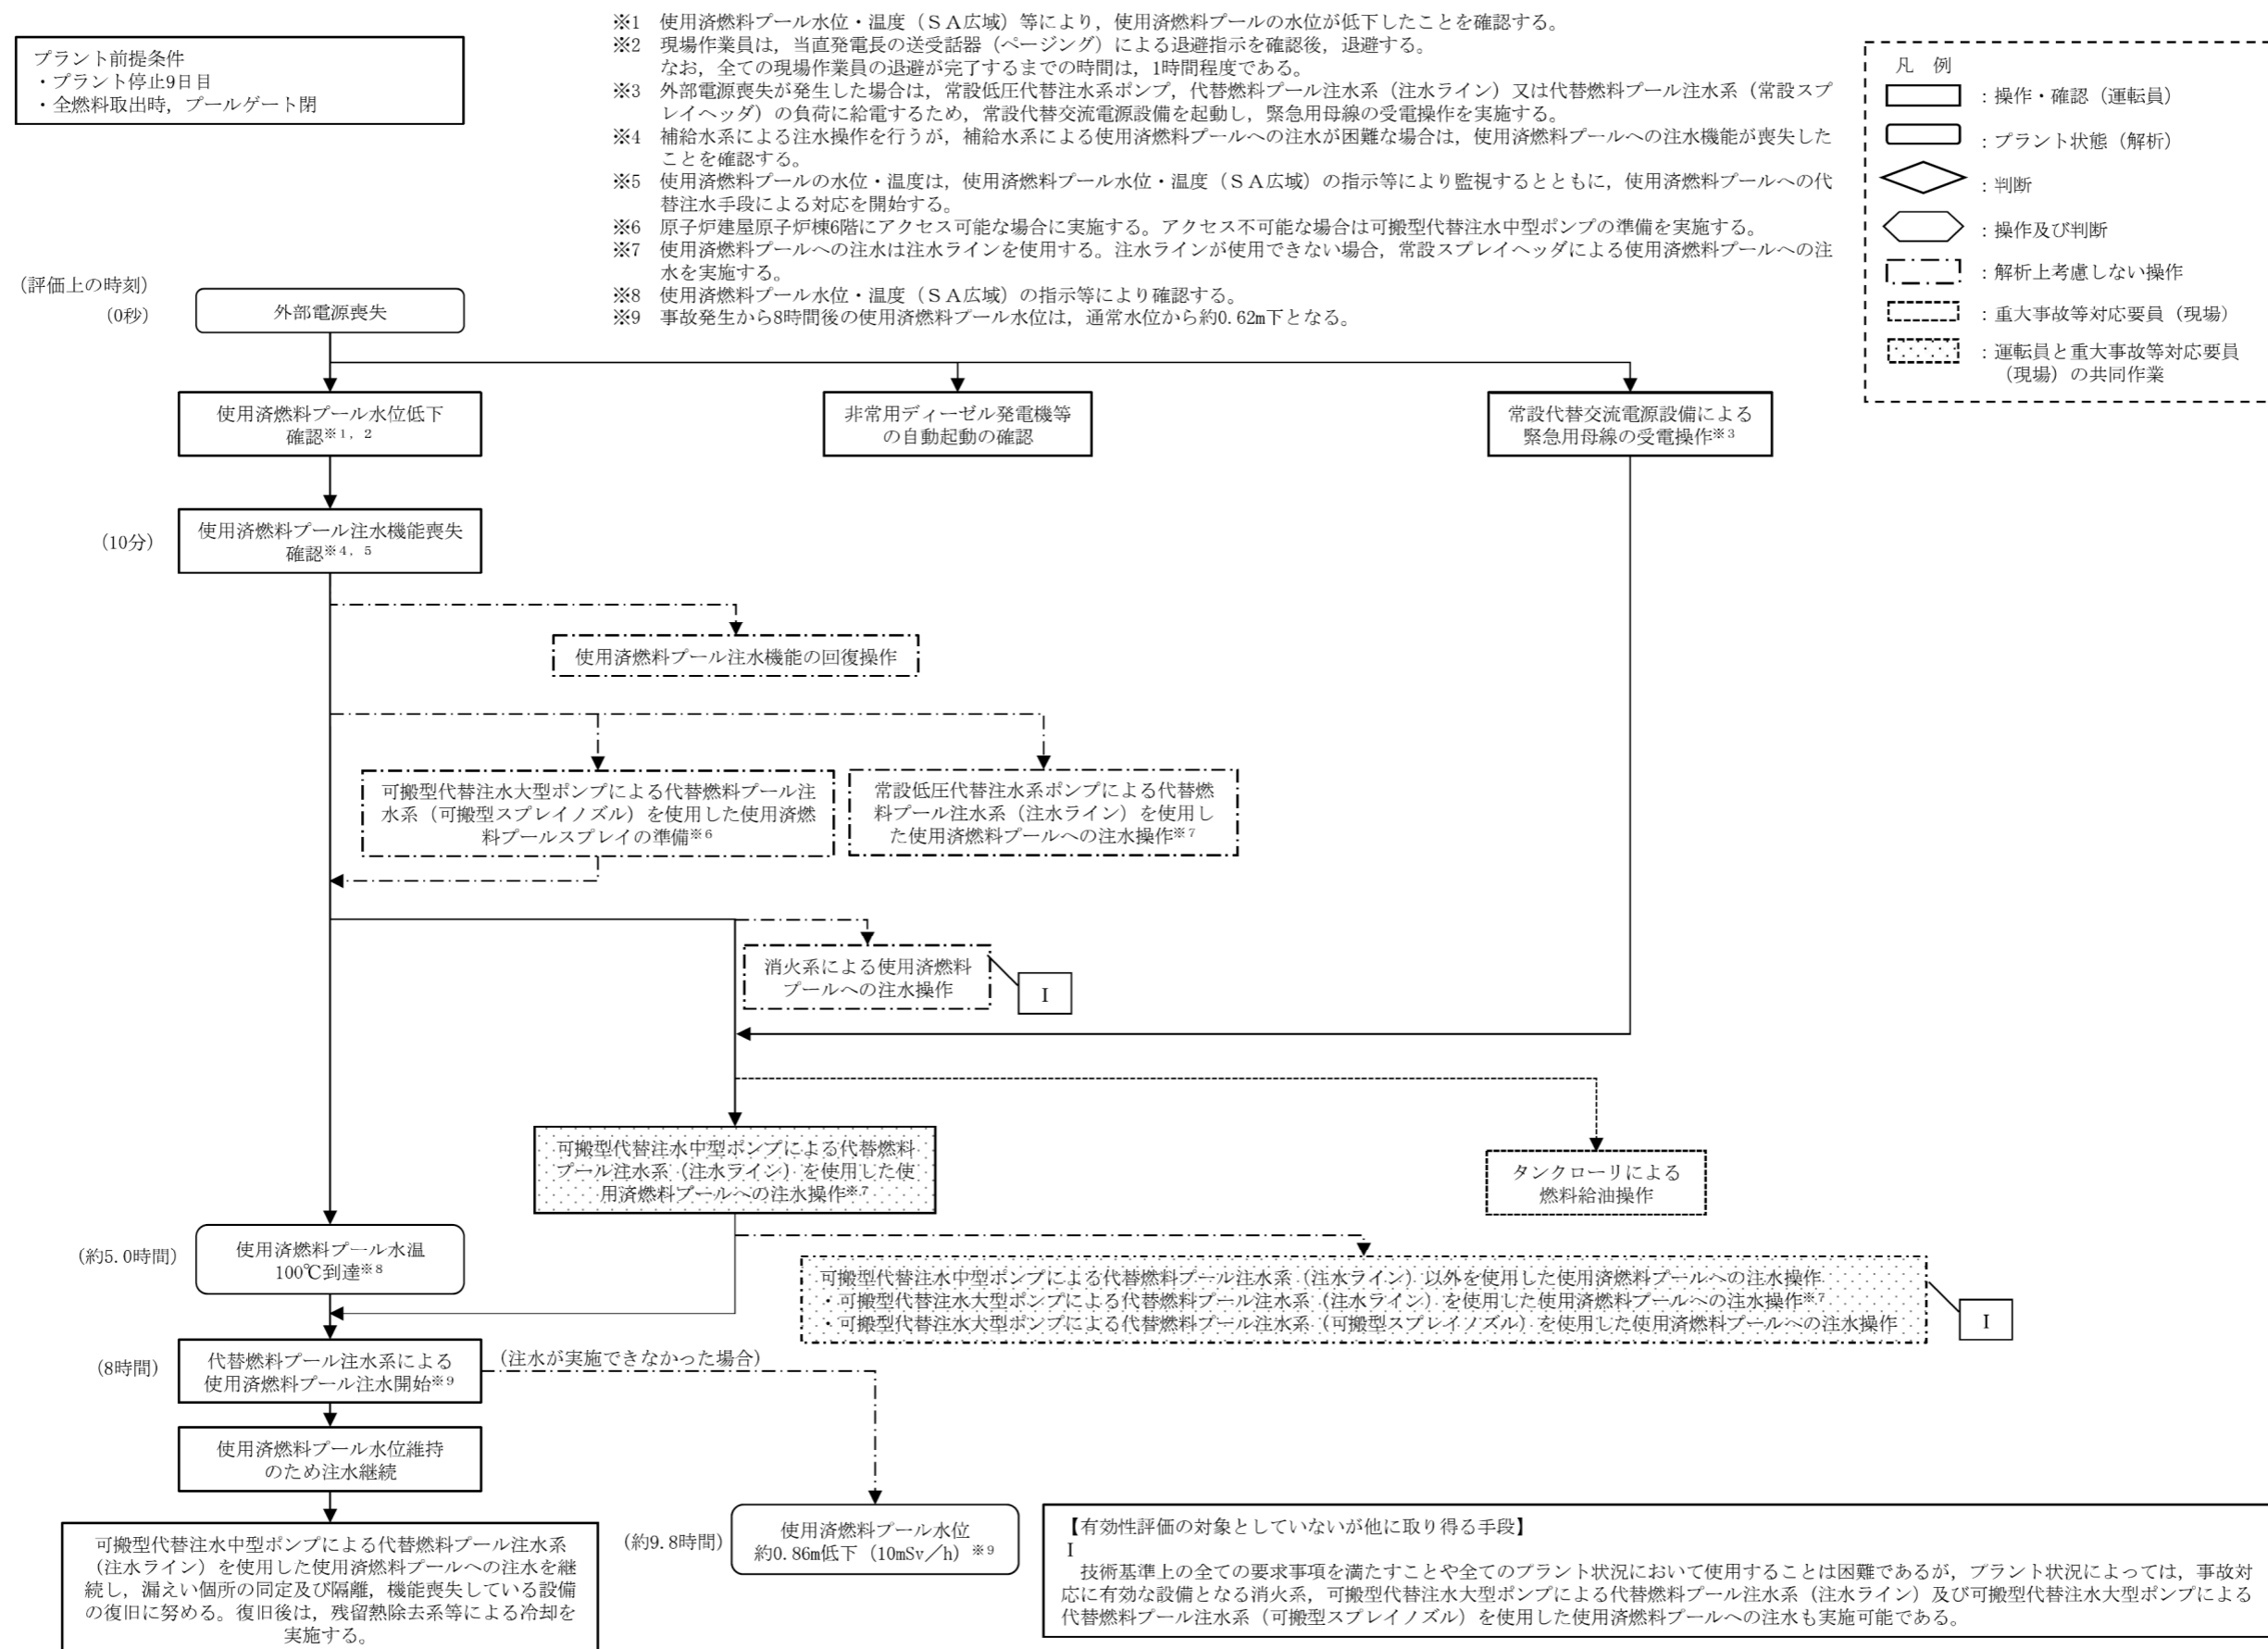 プラント前提条件
・プラント停止9日目
・全燃料取出時，プールゲート閉
※1 使用済燃料プール水位・温度（ＳＡ広域）等により，使用済燃料プールの水位が低下したことを確認する。
※2 現場作業員は，当直発電長の送受話器（ページング）による退避指示を確認後，退避する。
なお，全ての現場作業員の退避が完了するまでの時間は，1時間程度である。
※3 外部電源喪失が発生した場合は，常設低圧代替注水系ポンプ，代替燃料プール注水系（注水ライン）又は代替燃料プール注水系（常設スプ
レイヘッダ）の負荷に給電するため，常設代替交流電源設備を起動し，緊急用母線の受電操作を実施する。
※4 補給水系による注水操作を行うが，補給水系による使用済燃料プールへの注水が困難な場合は，使用済燃料プールへの注水機能が喪失した
ことを確認する。
※5 使用済燃料プールの水位・温度は，使用済燃料プール水位・温度（ＳＡ広域）の指示等により監視するとともに，使用済燃料プールへの代
替注水手段による対応を開始する。
※6 原子炉建屋原子炉棟6階にアクセス可能な場合に実施する。アクセス不可能な場合は可搬型代替注水中型ポンプの準備を実施する。
※7 使用済燃料プールへの注水は注水ラインを使用する。注水ラインが使用できない場合，常設スプレイヘッダによる使用済燃料プールへの注
水を実施する。
※8 使用済燃料プール水位・温度（ＳＡ広域）の指示等により確認する。
※9 事故発生から8時間後の使用済燃料プール水位は，通常水位から約0.62m下となる。
凡 例
：操作・確認（運転員）
：プラント状態（解析）
：判断
：操作及び判断
：解析上考慮しない操作
：重大事故等対応要員（現場）
：運転員と重大事故等対応要員
（現場）の共同作業
（評価上の時刻）
（0秒）
外部電源喪失
使用済燃料プール水位低下
確認※1，2
非常用ディーゼル発電機等
の自動起動の確認
常設代替交流電源設備による
緊急用母線の受電操作※3
（10分）
使用済燃料プール注水機能喪失
確認※4，5
使用済燃料プール注水機能の回復操作
可搬型代替注水大型ポンプによる代替燃料プール注
水系（可搬型スプレイノズル）を使用した使用済燃
料プールスプレイの準備※6
常設低圧代替注水系ポンプによる代替燃
料プール注水系（注水ライン）を使用し
た使用済燃料プールへの注水操作※7
消火系による使用済燃料
プールへの注水操作
Ⅰ
可搬型代替注水中型ポンプによる代替燃料
プール注水系（注水ライン）を使用した使
用済燃料プールへの注水操作※7
タンクローリによる
燃料給油操作
（約5.0時間）
使用済燃料プール水温
100℃到達※8
可搬型代替注水中型ポンプによる代替燃料プール注水系（注水ライン）以外を使用した使用済燃料プールへの注水操作
・可搬型代替注水大型ポンプによる代替燃料プール注水系（注水ライン）を使用した使用済燃料プールへの注水操作※7
・可搬型代替注水大型ポンプによる代替燃料プール注水系（可搬型スプレイノズル）を使用した使用済燃料プールへの注水操作
Ⅰ
（8時間）
代替燃料プール注水系による
使用済燃料プール注水開始※9
（注水が実施できなかった場合）
使用済燃料プール水位維持
のため注水継続
（約9.8時間）
使用済燃料プール水位
約0.86m低下（10mSv／h）※9
可搬型代替注水中型ポンプによる代替燃料プール注水系
（注水ライン）を使用した使用済燃料プールへの注水を継
続し，漏えい個所の同定及び隔離，機能喪失している設備
の復旧に努める。復旧後は，残留熱除去系等による冷却を
実施する。
【有効性評価の対象としていないが他に取り得る手段】
Ⅰ
技術基準上の全ての要求事項を満たすことや全てのプラント状況において使用することは困難であるが，プラント状況によっては，事故対
応に有効な設備となる消火系，可搬型代替注水大型ポンプによる代替燃料プール注水系（注水ライン）及び可搬型代替注水大型ポンプによる
代替燃料プール注水系（可搬型スプレイノズル）を使用した使用済燃料プールへの注水も実施可能である。